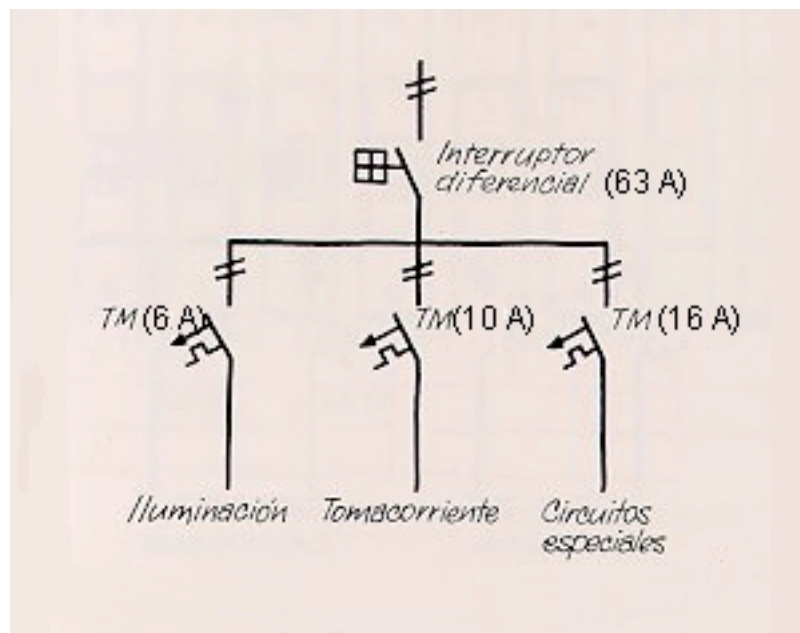 Interruptor
diferencial (63 A)
TM (6 A)
TM(10 A)
TM (16 A)
Iluminación
Tomacorriente
Circuitos
especiales